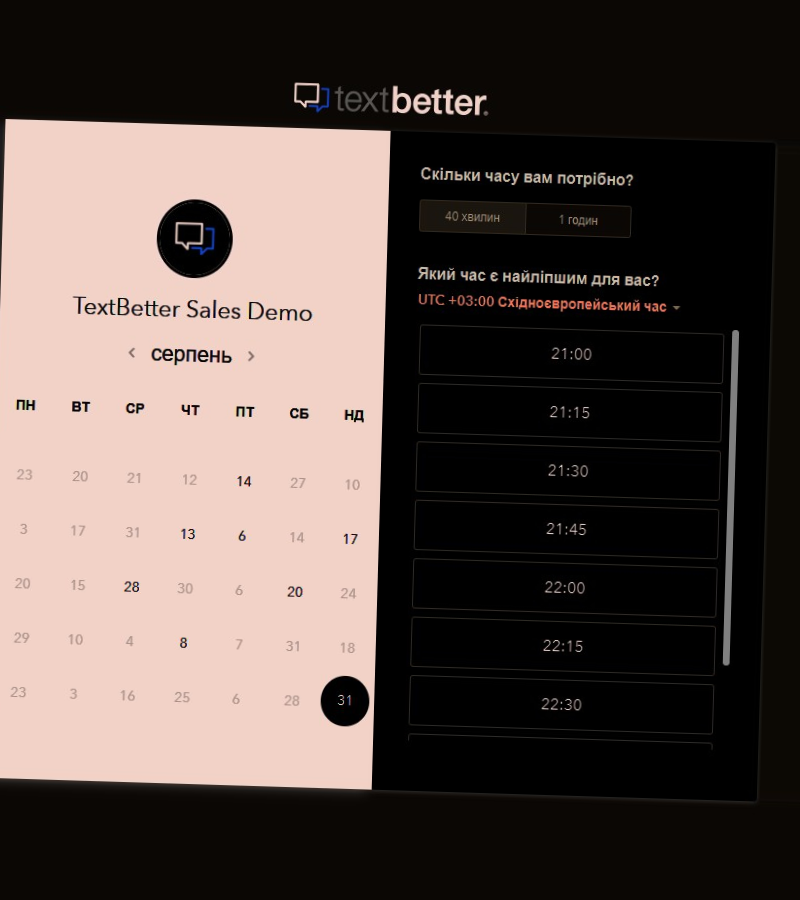 textbetter.
TextBetter Sales Demo
серпень
ПН ВТ СР ЧТ ПТ СБ НД
23 20 21 12 14 27 10
3 17 31 13 6 14 17
20 15 28 30 6 20 24
29 10 4 8 7 31 18
23 3 16 25 6 28 31
Скільки часу вам потрібно?
40 хвилин 1 годин
Який час є найліпшим для вас?
UTC +03:00 Східноєвропейський час
21:00
21:15
21:30
21:45
22:00
22:15
22:30